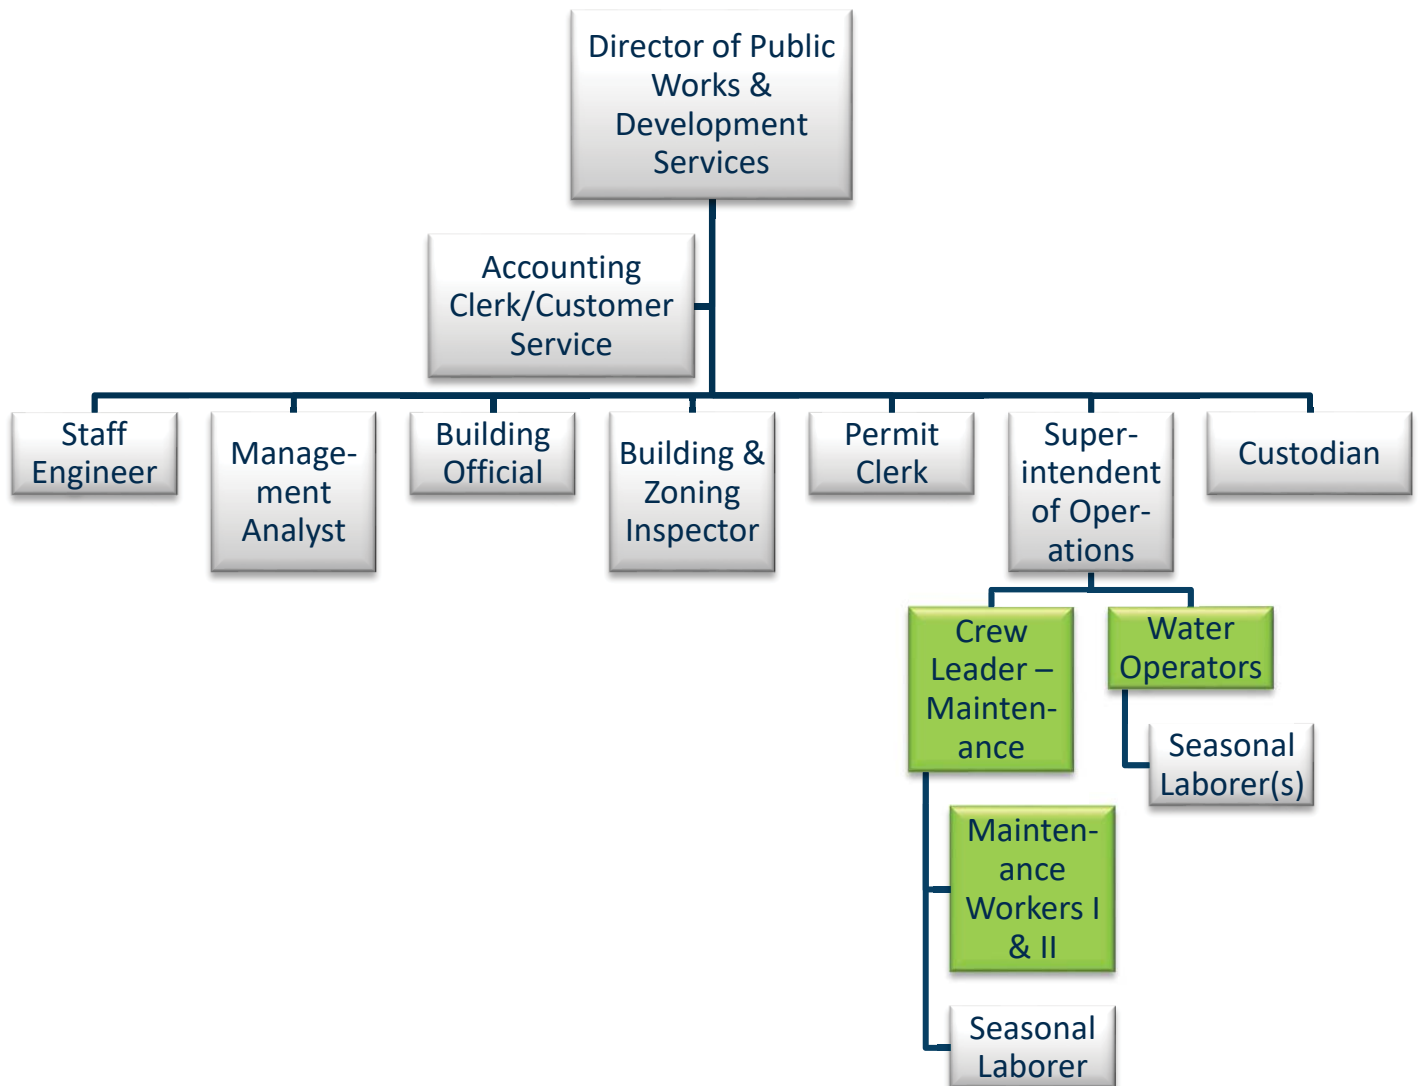 Director of Public
Works &
Development
Services
Accounting
Clerk/Customer
Service
Staff
Engineer
Manage-
ment
Analyst
Building
Official
Building &
Zoning
Inspector
Permit
Clerk
Super-
intendent
of Oper-
ations
Custodian
Crew
Leader –
Mainten-
ance
Water
Operators
Seasonal
Laborer(s)
Mainten-
ance
Workers I
& II
Seasonal
Laborer